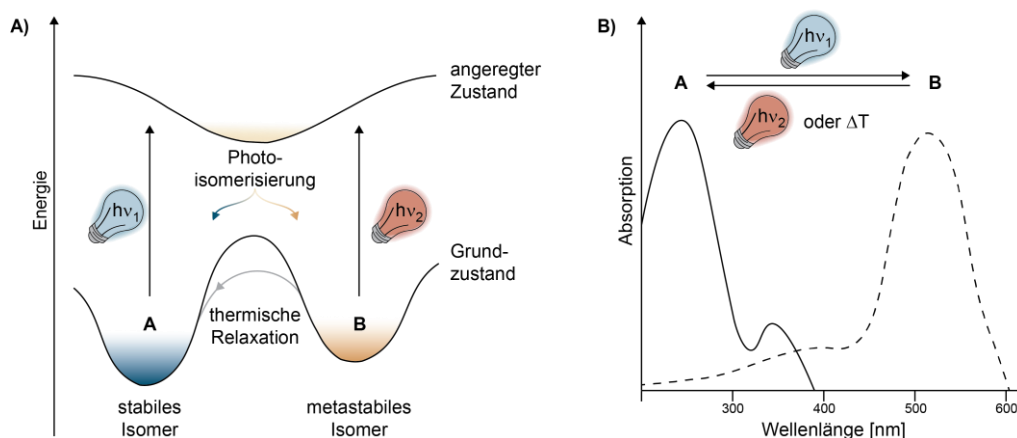 A)
Energie
angeregter
Zustand
Photo-
isomerisierung
hν₁
hν₂
Grund-
zustand
A
thermische
Relaxation
B
stabiles
Isomer
metastabiles
Isomer
B)
hν₁
A
B
hν₂ oder ΔT
Absorption
300 400 500 600
Wellenlänge [nm]